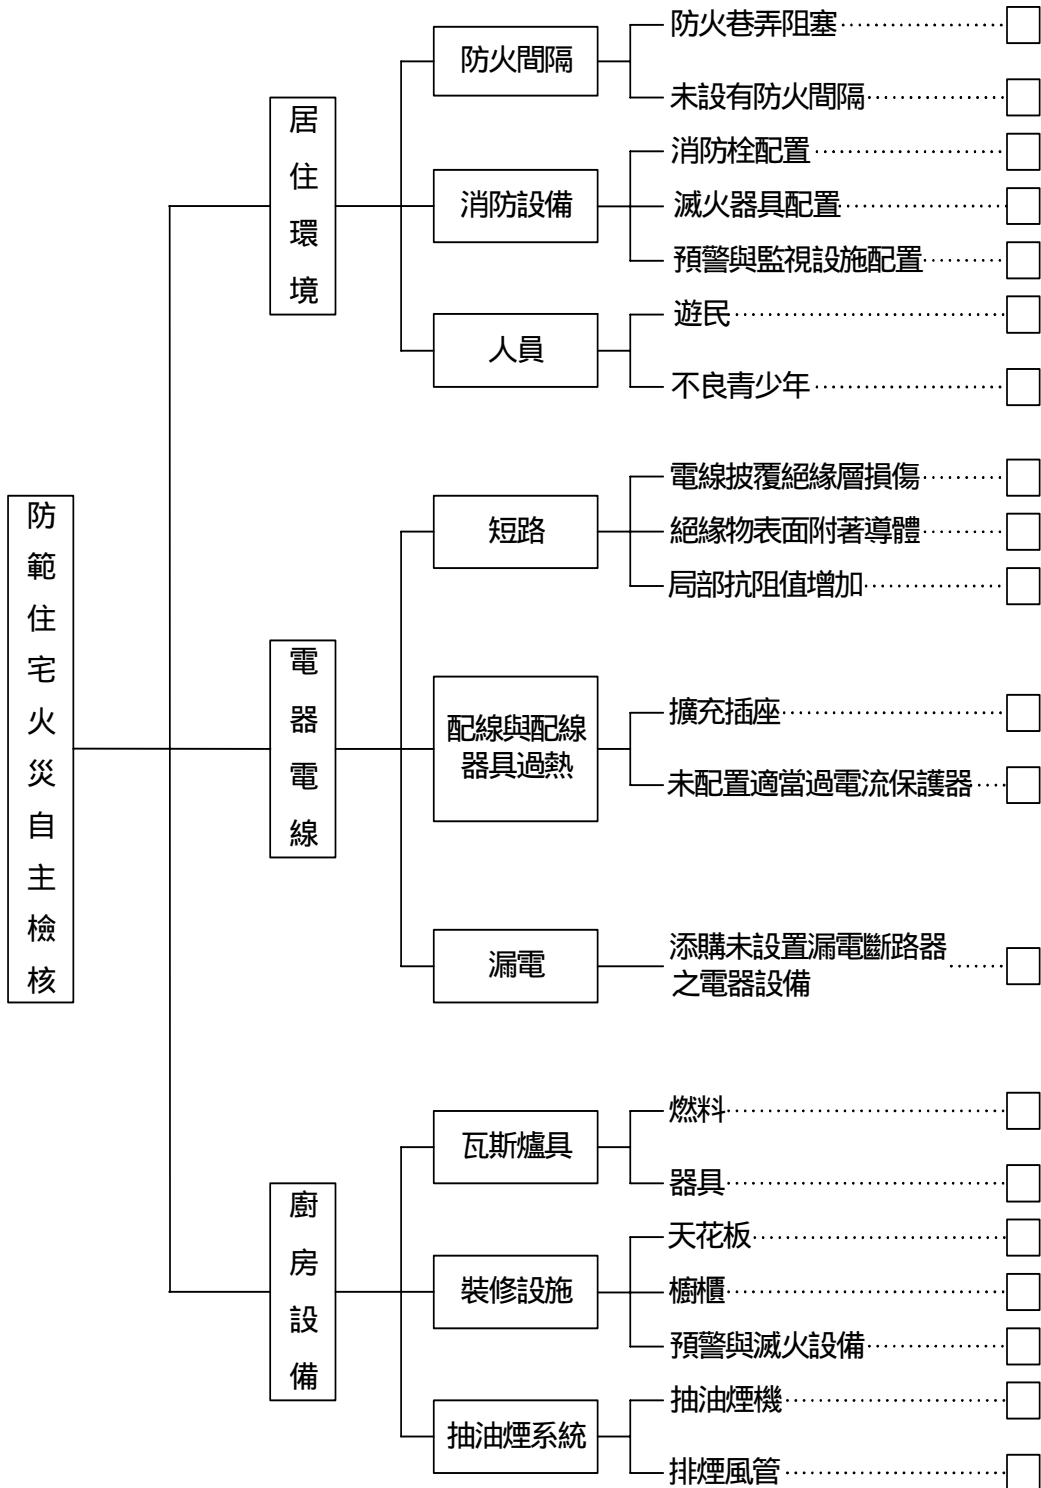 防範住宅火災自主檢核
居住環境
防火間隔
防火巷弄阻塞
未設有防火間隔
消防設備
消防栓配置
滅火器具配置
預警與監視設施配置
人員
遊民
不良青少年
電器電線
短路
電線披覆絕緣層損傷
絕緣物表面附著導體
局部抗阻值增加
配線與配線
器具過熱
擴充插座
未配置適當過電流保護器
漏電
添購未設置漏電斷路器
之電器設備
廚房設備
瓦斯爐具
燃料
器具
裝修設施
天花板
櫥櫃
預警與滅火設備
抽油煙系統
抽油煙機
排煙風管